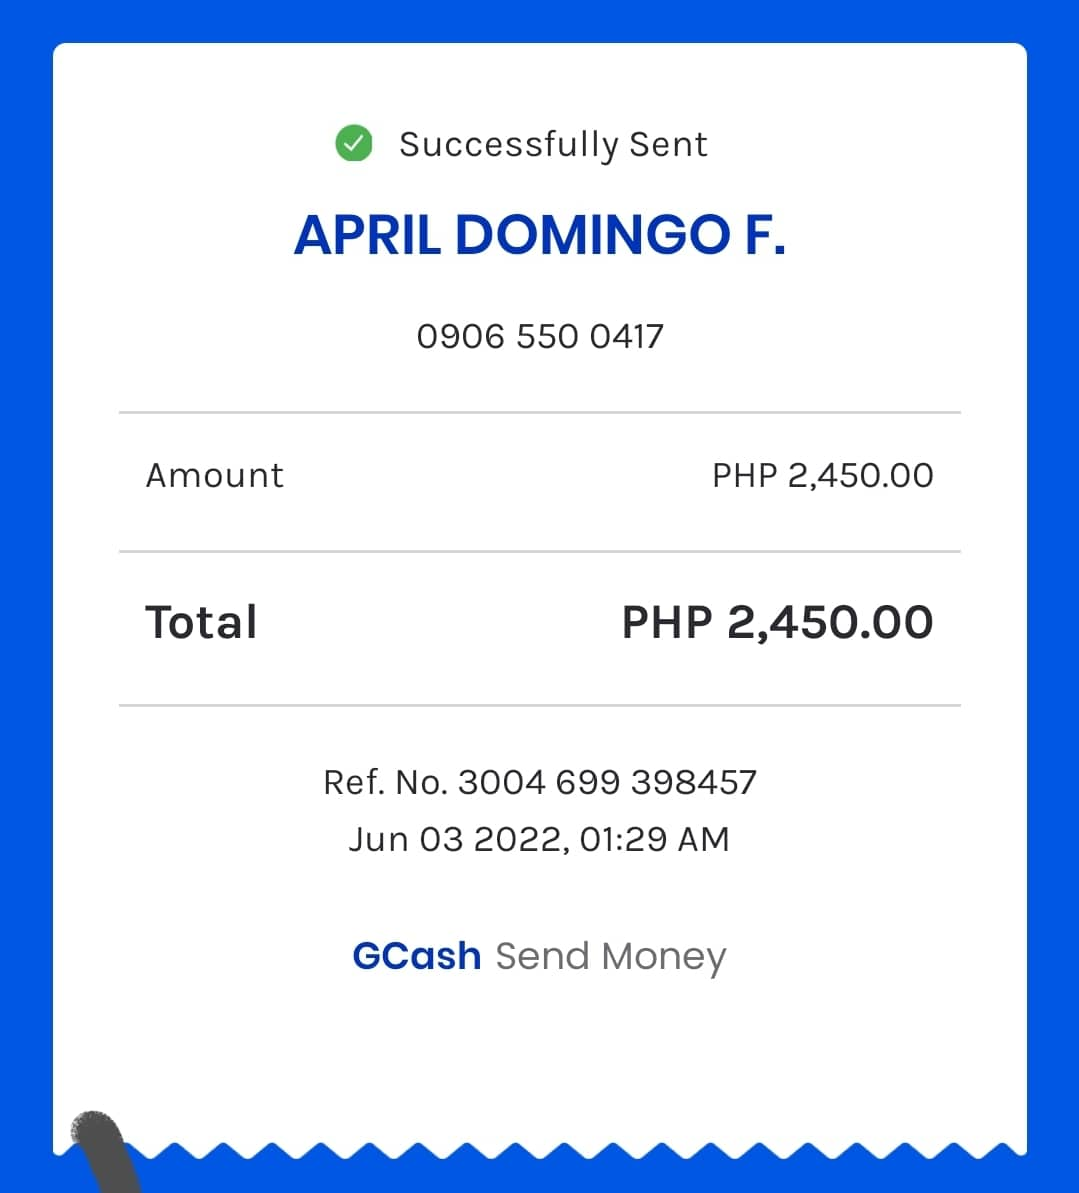 Successfully Sent
APRIL DOMINGO F.
0906 550 0417
Amount PHP 2,450.00
Total PHP 2,450.00
Ref. No. 3004 699 398457
Jun 03 2022, 01:29 AM
GCash Send Money